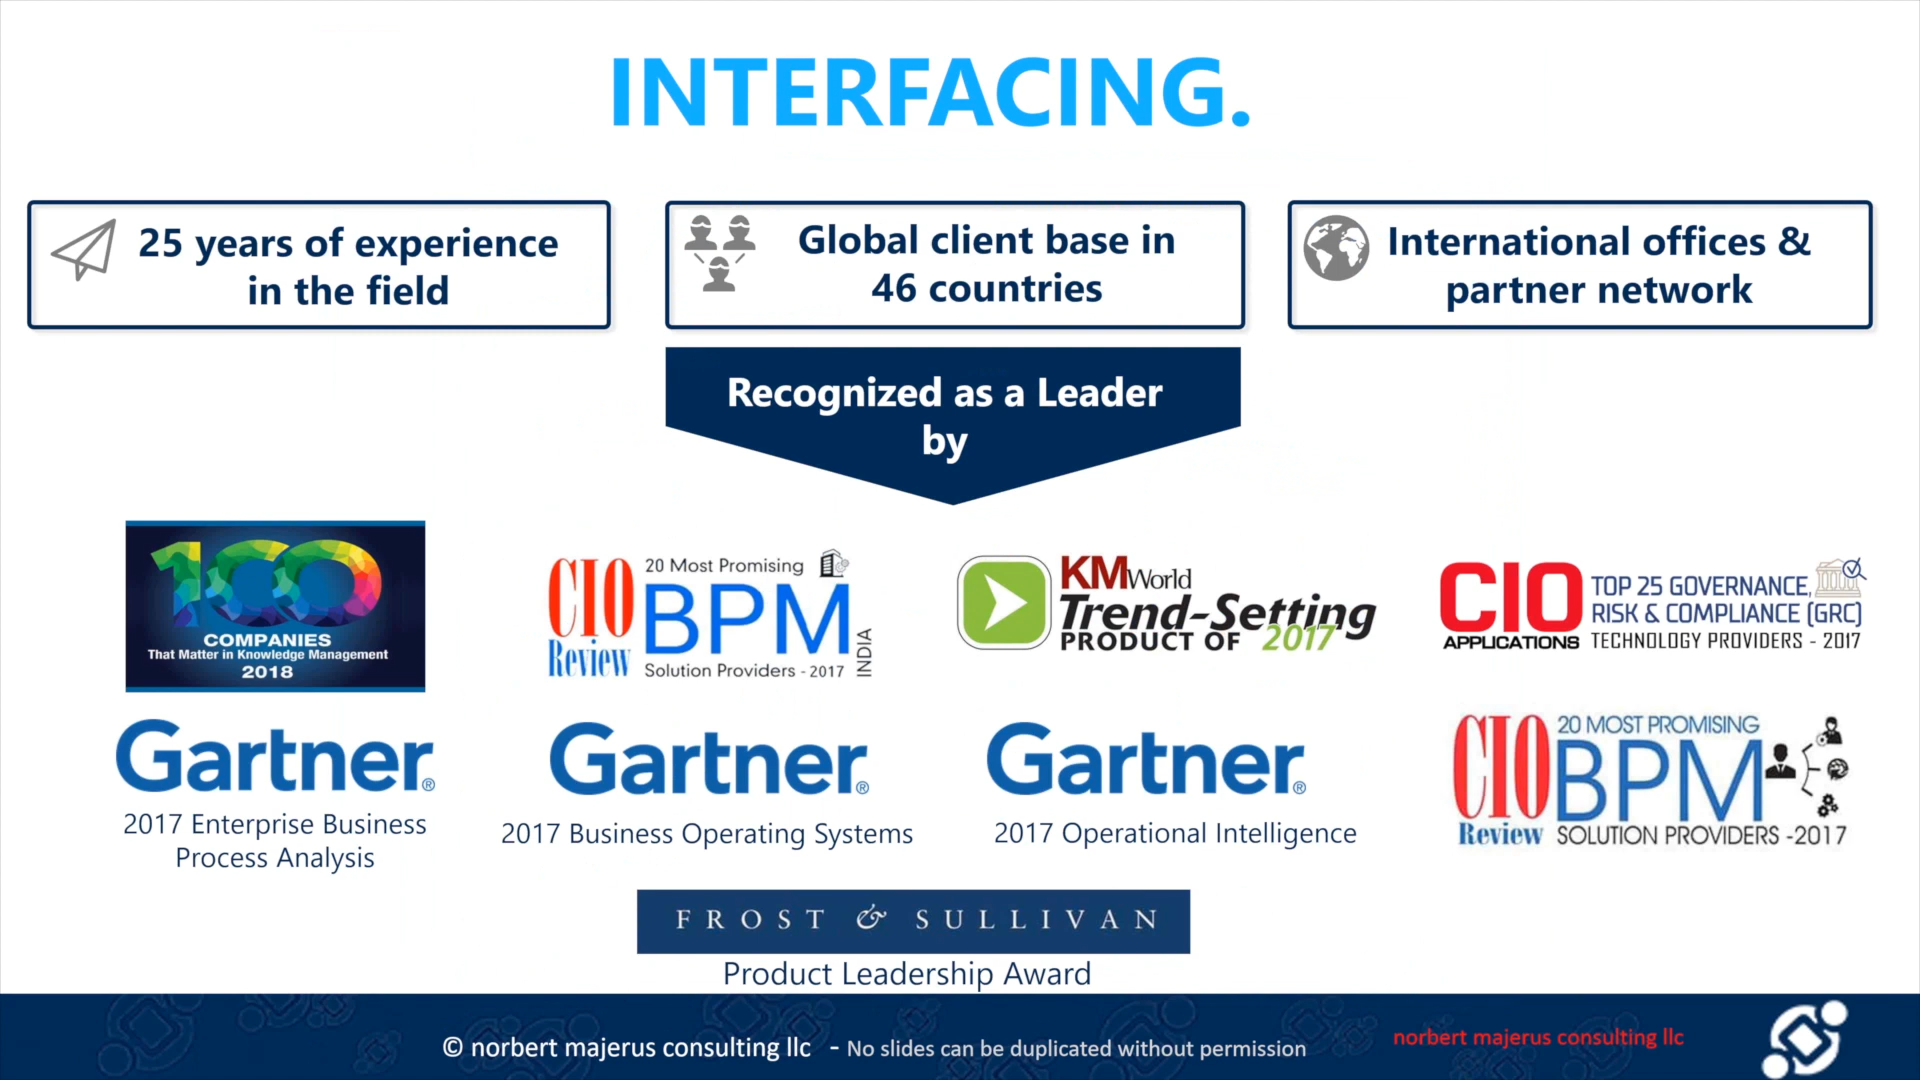 INTERFACING.
25 years of experience
in the field
Global client base in
46 countries
International offices &
partner network
Recognized as a Leader
by
100
COMPANIES
That Matter in Knowledge Management
2018
CIO
Review
20 Most Promising
BPM
Solution Providers - 2017
INDIA
KMWorld
Trend-Setting
PRODUCT OF 2017
CIO
APPLICATIONS
TOP 25 GOVERNANCE,
RISK & COMPLIANCE (GRC)
TECHNOLOGY PROVIDERS - 2017
Gartner®
2017 Enterprise Business
Process Analysis
Gartner®
2017 Business Operating Systems
Gartner®
2017 Operational Intelligence
CIO
Review
20 MOST PROMISING
BPM
SOLUTION PROVIDERS -2017
FROST & SULLIVAN
Product Leadership Award
© norbert majerus consulting llc - No slides can be duplicated without permission
norbert majerus consulting llc